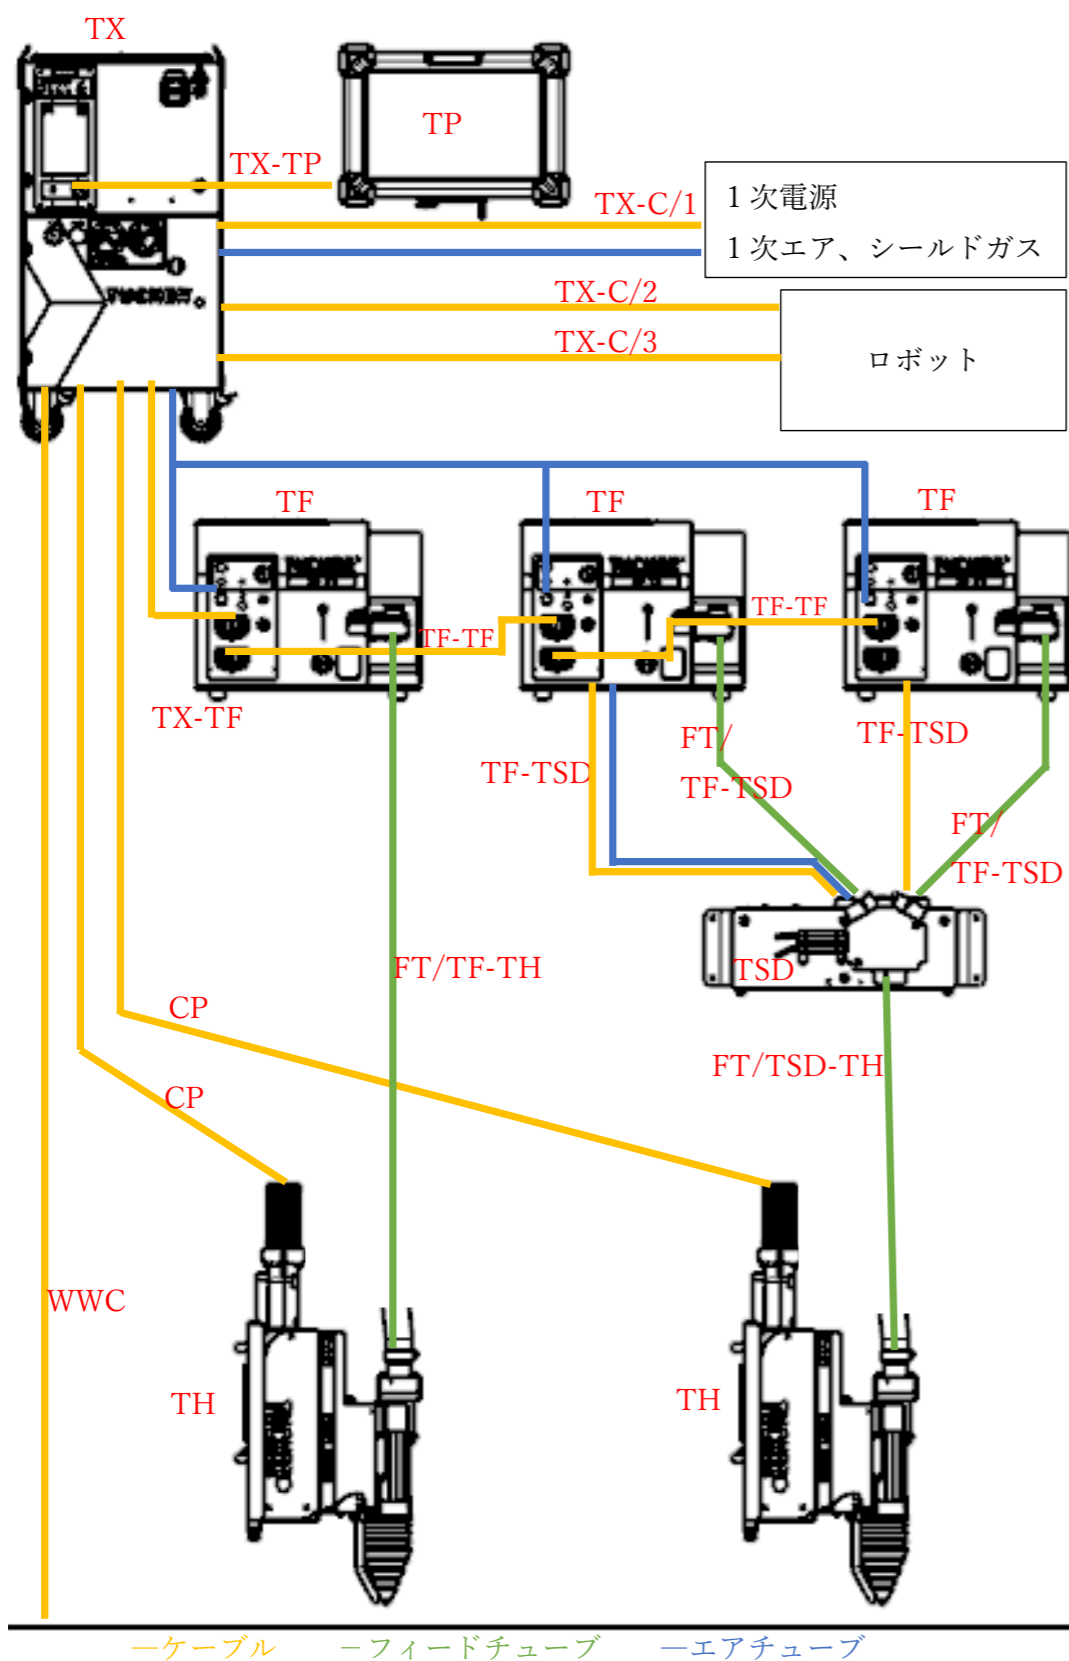 TX
TP
TX-TP
TX-C/1
1次電源
1次エア、シールドガス
TX-C/2
TX-C/3
ロボット
TF
TF
TF
TF-TF
TF-TF
TX-TF
TF-TSD
FT/
TF-TSD
TF-TSD
FT/
TF-TSD
FT/TF-TH
TSD
CP
FT/TSD-TH
CP
WWC
TH
TH
―ケーブル －フィードチューブ ―エアチューブ